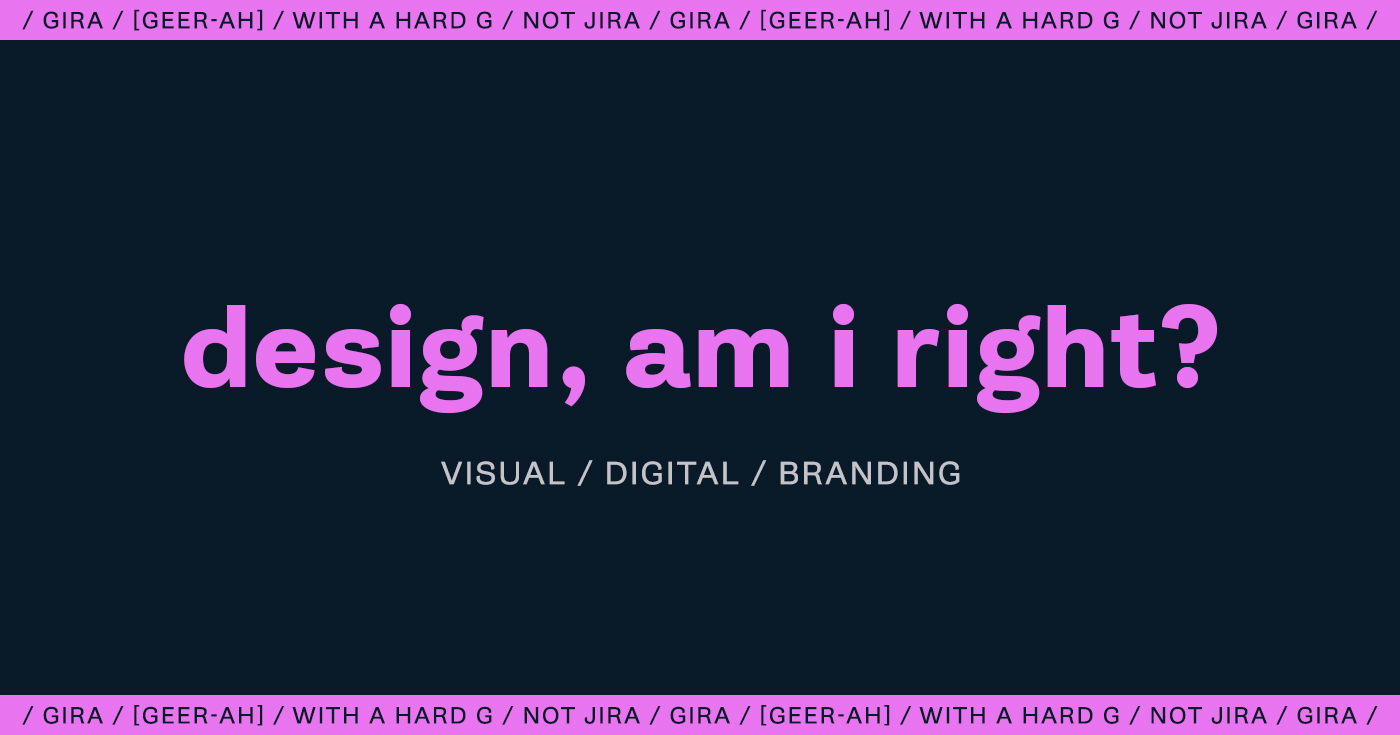 / GIRA / [GEER-AH] / WITH A HARD G / NOT JIRA / GIRA / [GEER-AH] / WITH A HARD G / NOT JIRA / GIRA /
design, am i right?
VISUAL / DIGITAL / BRANDING
/ GIRA / [GEER-AH] / WITH A HARD G / NOT JIRA / GIRA / [GEER-AH] / WITH A HARD G / NOT JIRA / GIRA /